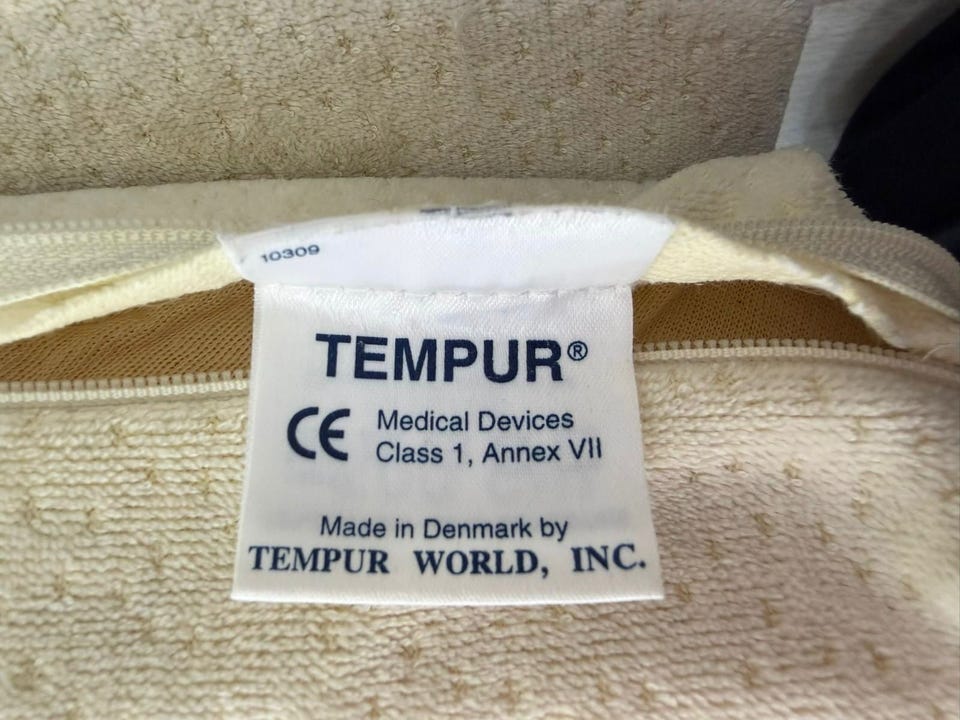 10309
TEMPUR®
CE Medical Devices
Class 1, Annex VII
Made in Denmark by
TEMPUR WORLD, INC.